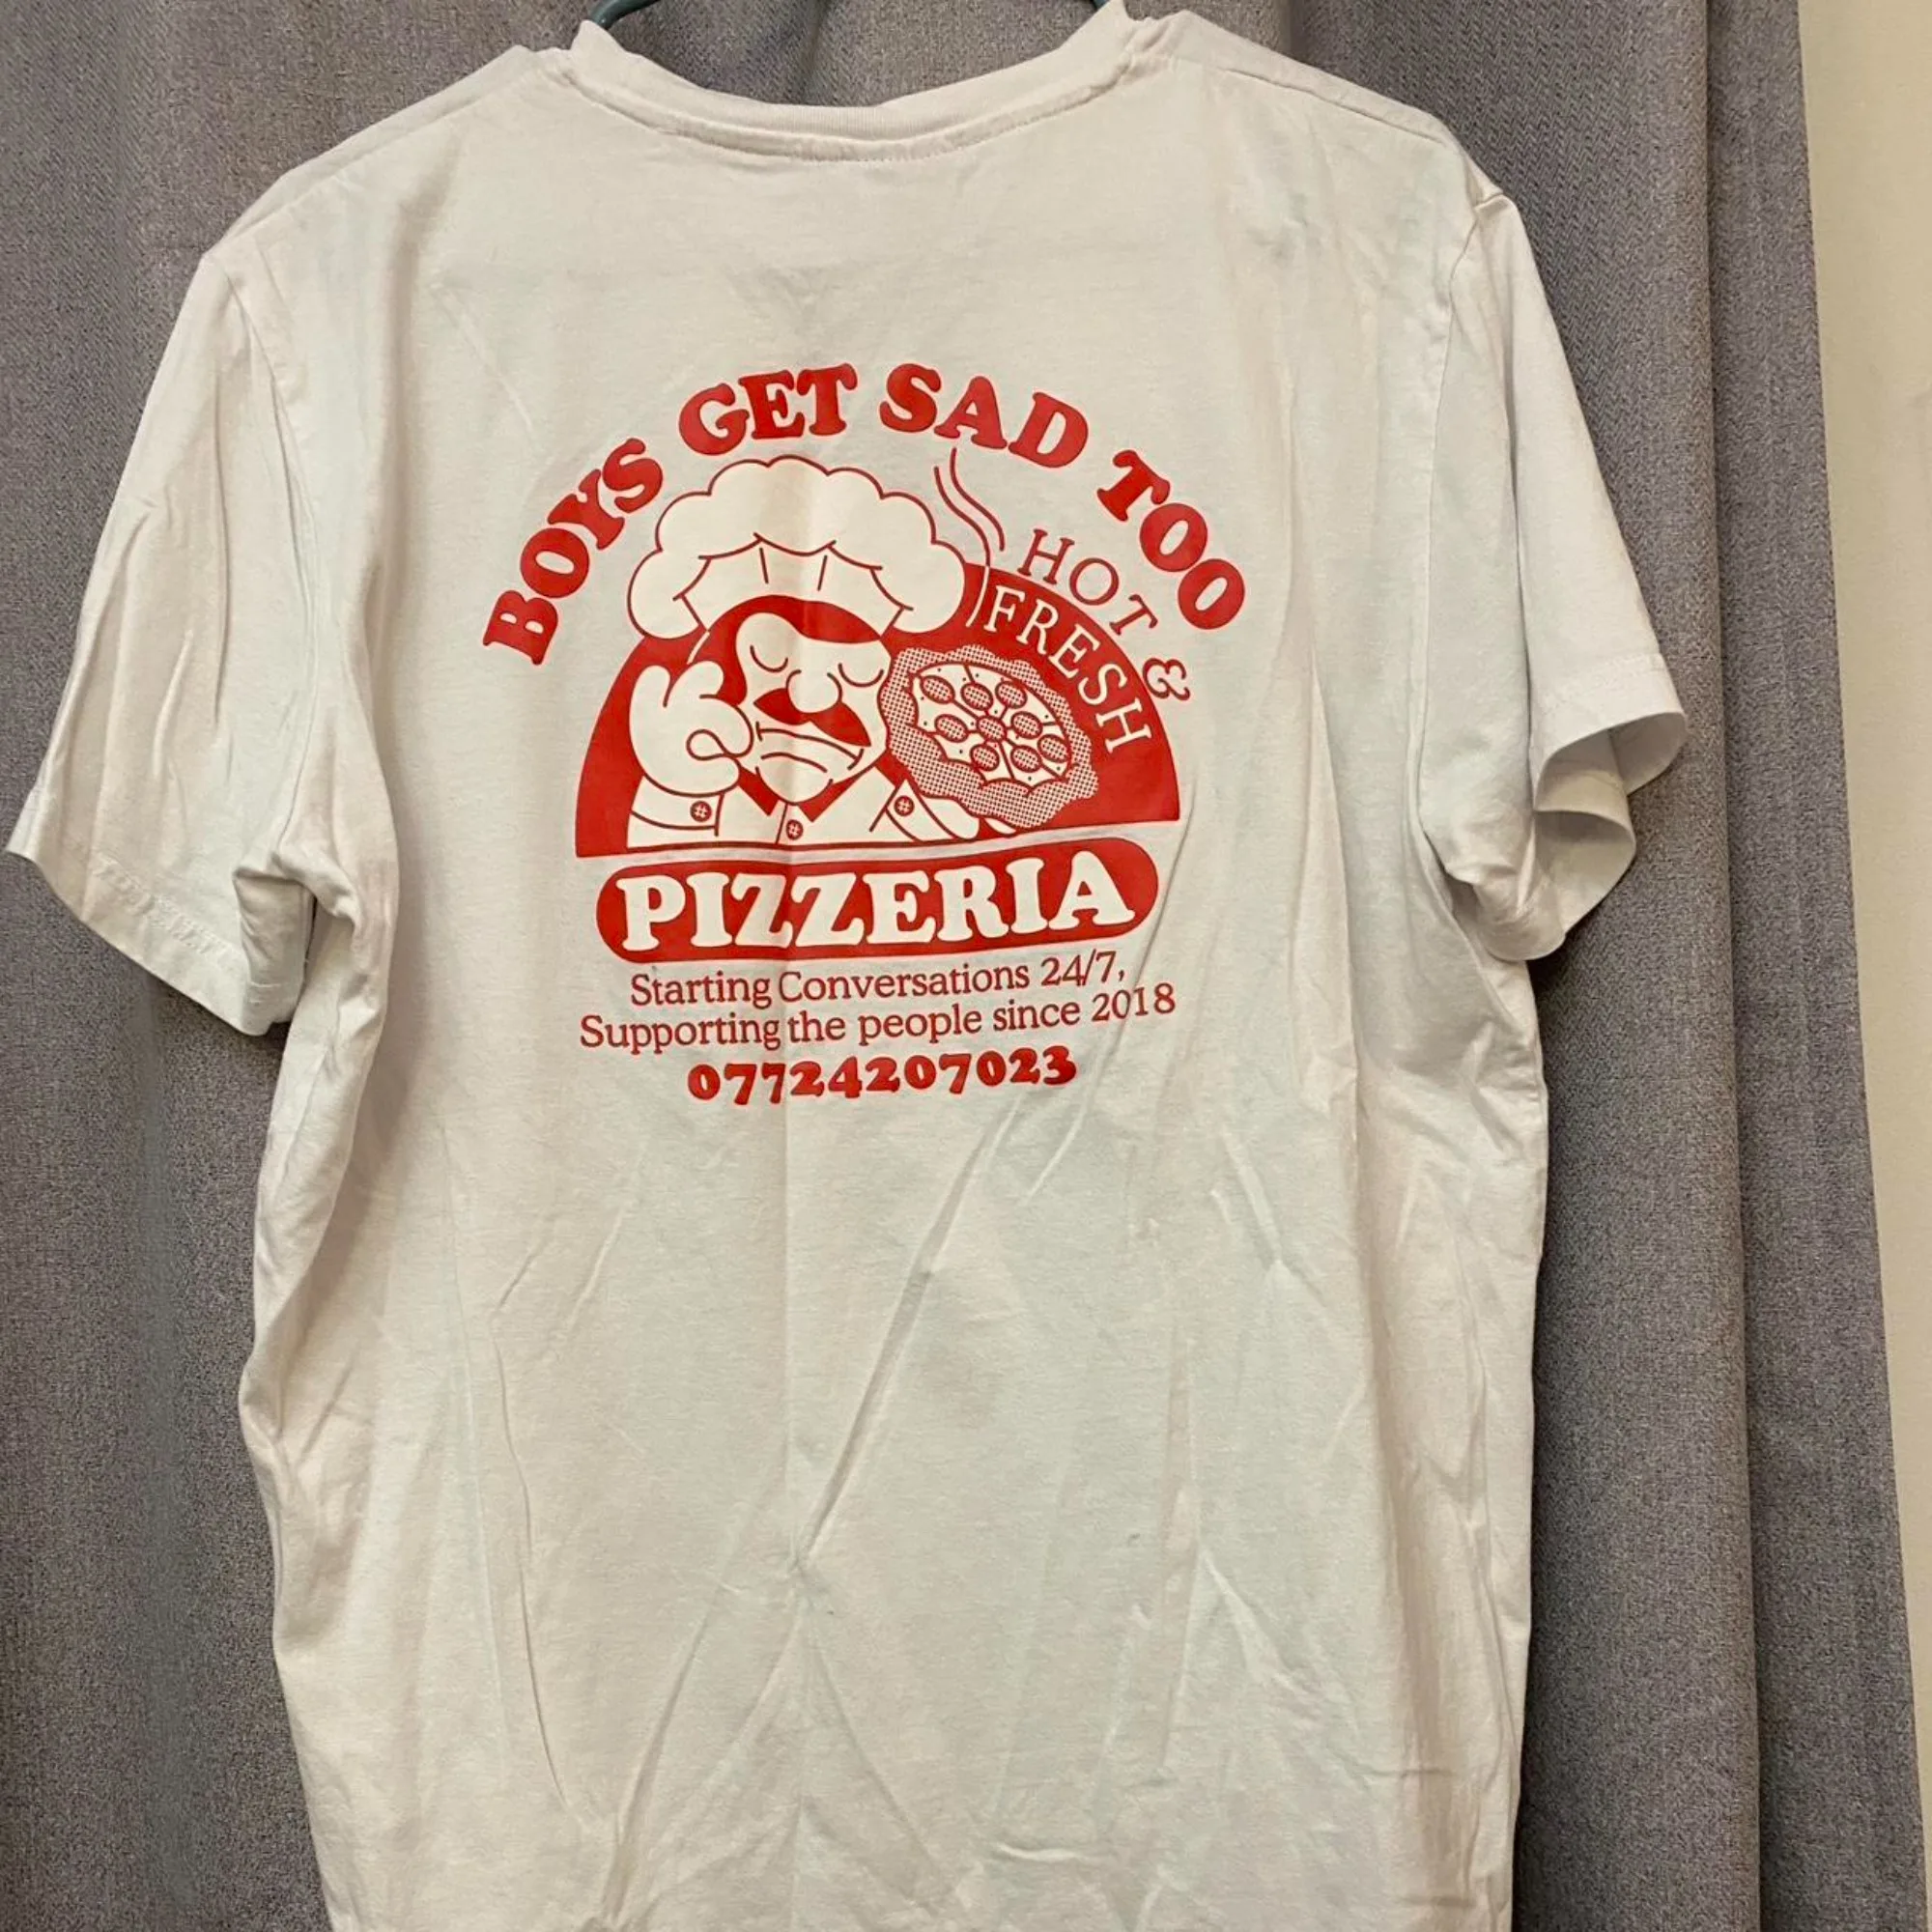 BOYS GET SAD TOO
HOT &
FRESH
PIZZERIA
Starting Conversations 24/7,
Supporting the people since 2018
07724207023